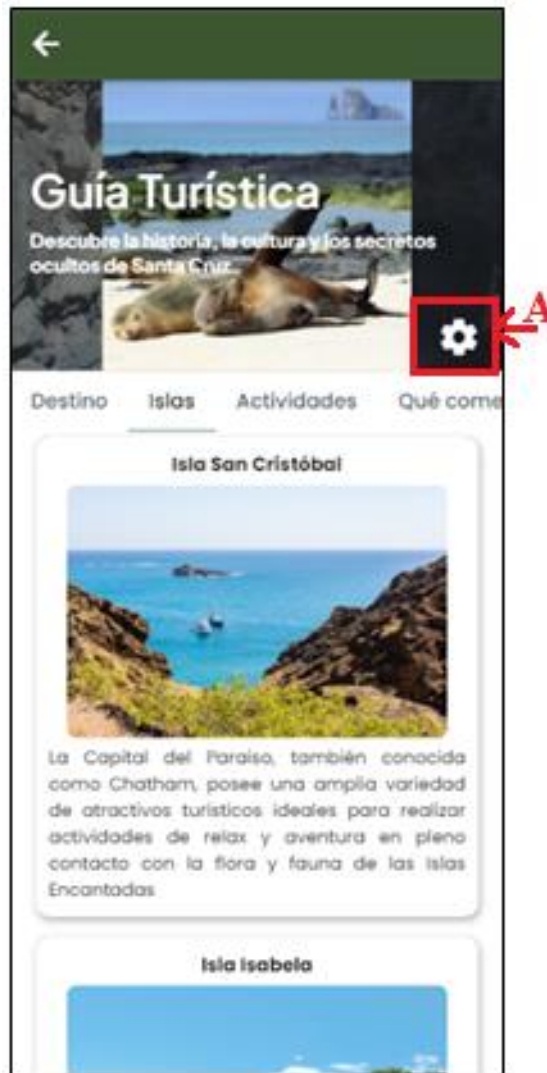 Guía Turística
Descubre la historia, la cultura y los secretos
ocultos de Santa Cruz.
A
Destino Islas Actividades Qué come
Isla San Cristóbal
La Capital del Paraíso, también conocida
como Chatham, posee una amplia variedad
de atractivos turísticos ideales para realizar
actividades de relax y aventura en pleno
contacto con la flora y fauna de las Islas
Encantadas
Isla Isabela